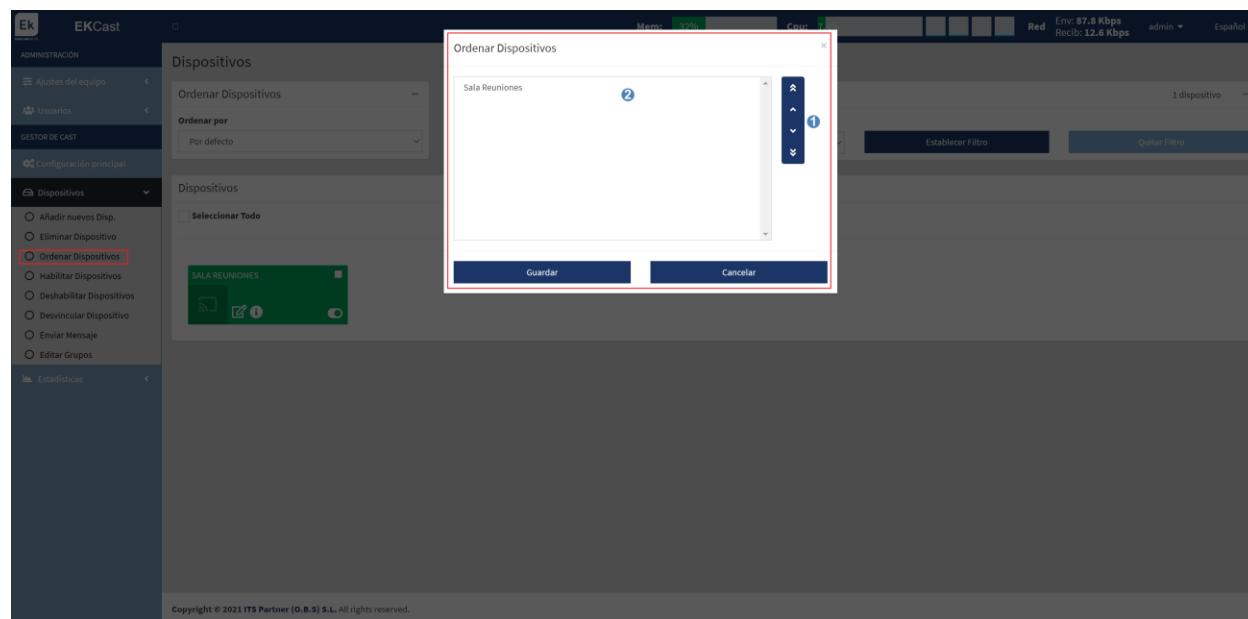 Ek
EKCast
Mem: 32%
Cpu: 7
Red
Env: 87.8 Kbps
Recib: 12.6 Kbps
admin
Español
ADMINISTRACIÓN
Ajustes del equipo
Usuarios
GESTOR DE CAST
Configuración principal
Dispositivos
Añadir nuevos Disp.
Eliminar Dispositivo
Ordenar Dispositivos
Habilitar Dispositivos
Deshabilitar Dispositivos
Desvincular Dispositivo
Enviar Mensaje
Editar Grupos
Estadísticas
Dispositivos
Ordenar Dispositivos
Ordenar por
Por defecto
1 dispositivo
Establecer Filtro
Quitar Filtro
Dispositivos
Seleccionar Todo
SALA REUNIONES
Ordenar Dispositivos
×
Sala Reuniones
2
1
Guardar
Cancelar
Copyright © 2021 ITS Partner (O.B.S) S.L. All rights reserved.